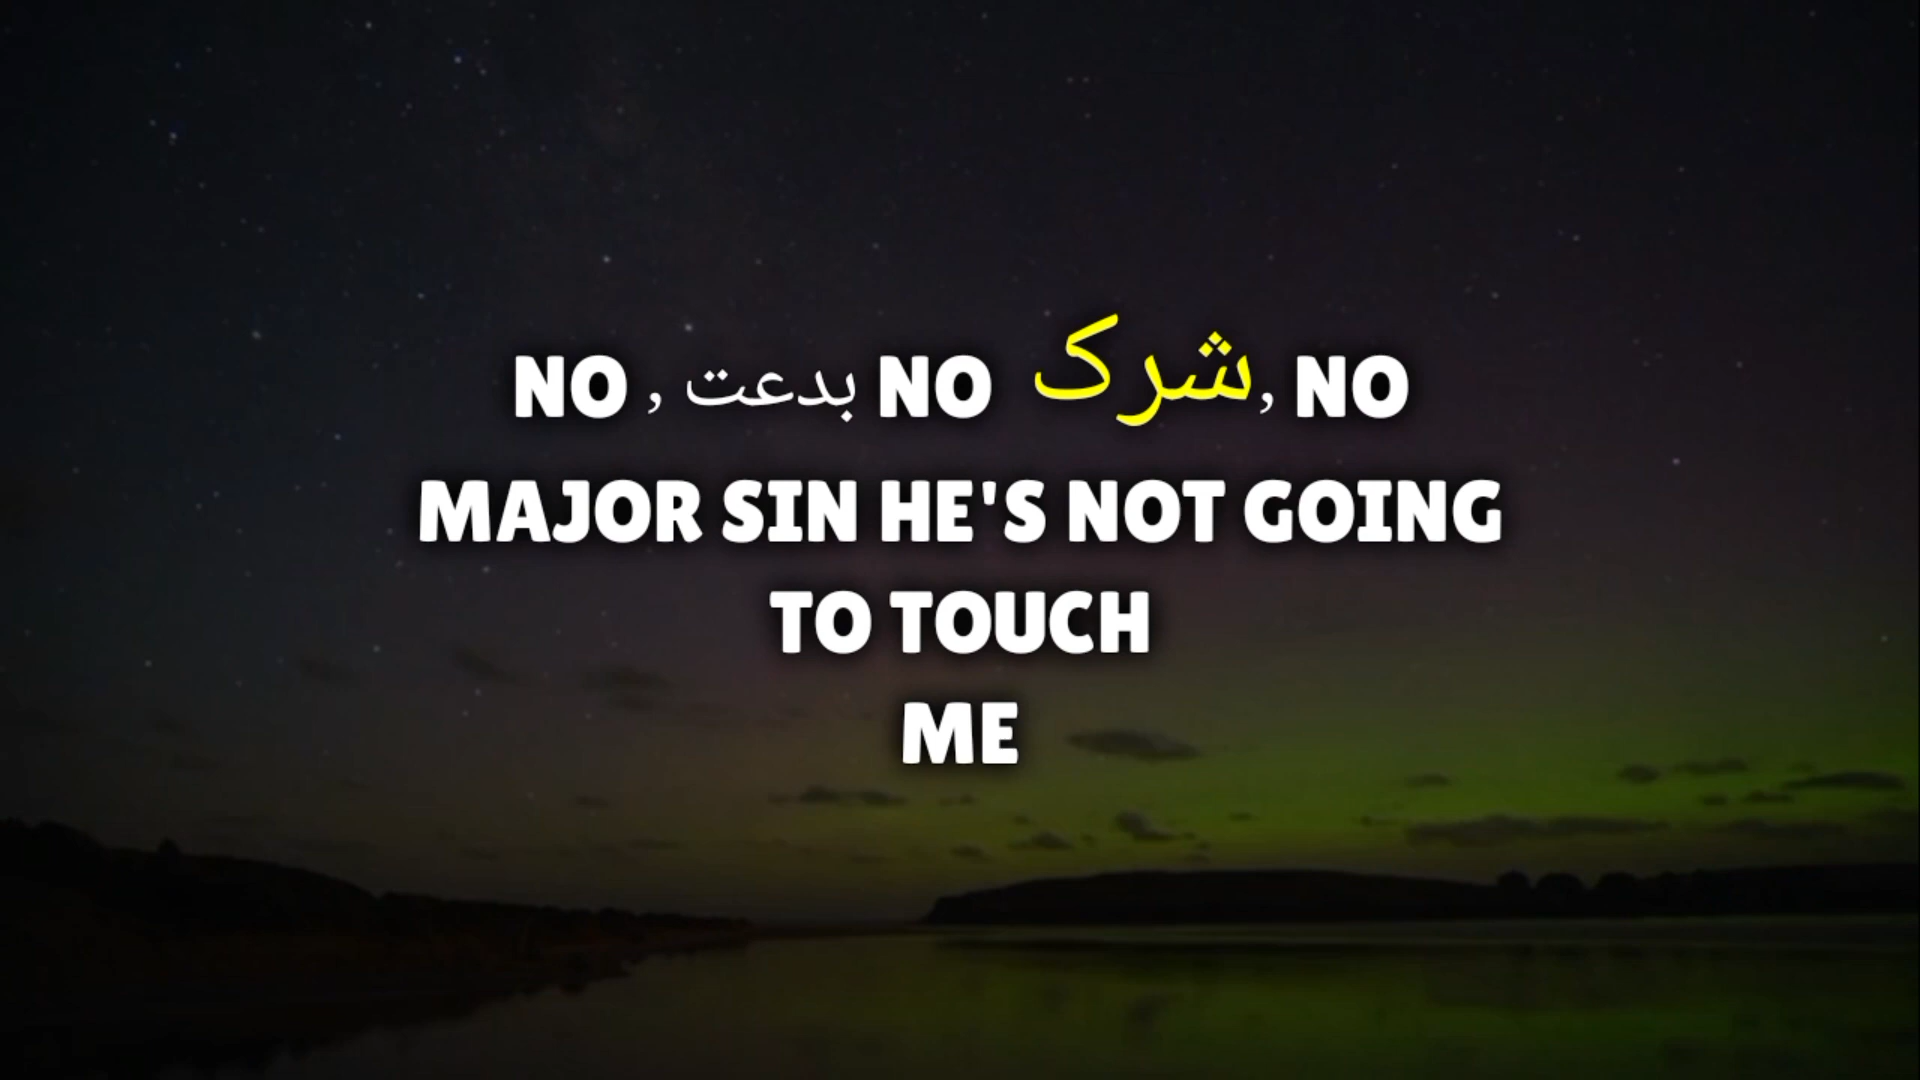 NO , بدعت NO شرک, NO
MAJOR SIN HE'S NOT GOING
TO TOUCH
ME